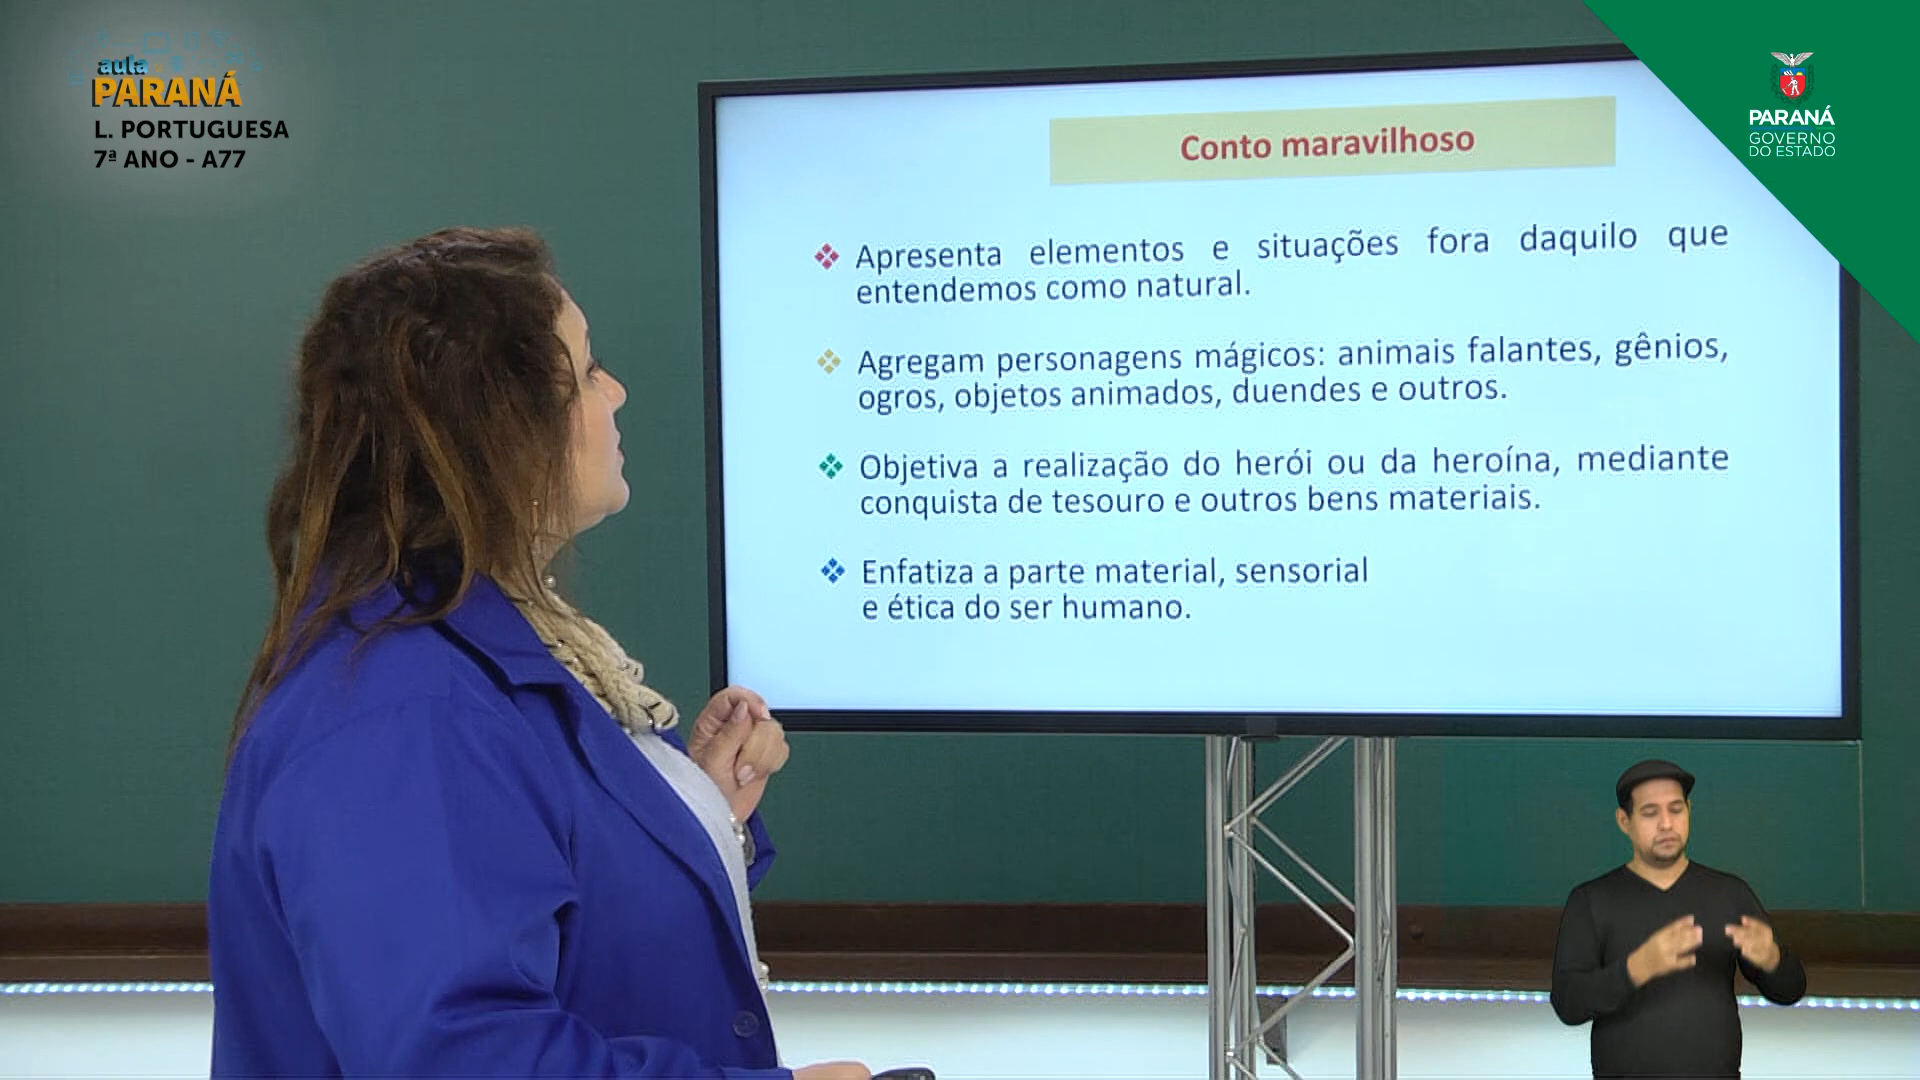 aula
PARANÁ
L. PORTUGUESA
7ª ANO - A77
PARANÁ
GOVERNO
DO ESTADO
Conto maravilhoso
Apresenta elementos e situações fora daquilo que
entendemos como natural.
Agregam personagens mágicos: animais falantes, gênios,
ogros, objetos animados, duendes e outros.
Objetiva a realização do herói ou da heroína, mediante
conquista de tesouro e outros bens materiais.
Enfatiza a parte material, sensorial
e ética do ser humano.